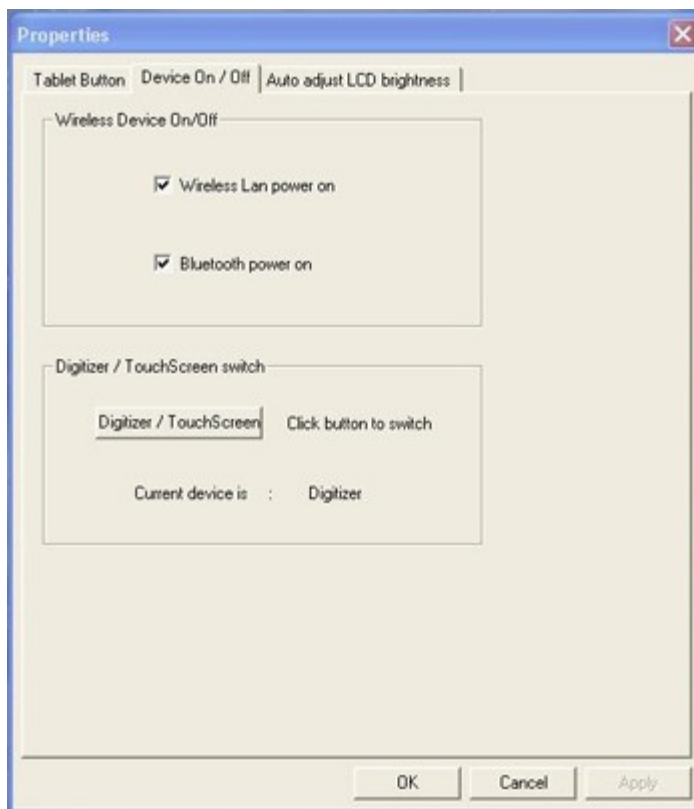 Properties
Tablet Button Device On / Off Auto adjust LCD brightness
Wireless Device On/Off
Wireless Lan power on
Bluetooth power on
Digitizer / TouchScreen switch
Digitizer / TouchScreen Click button to switch
Current device is : Digitizer
OK Cancel Apply